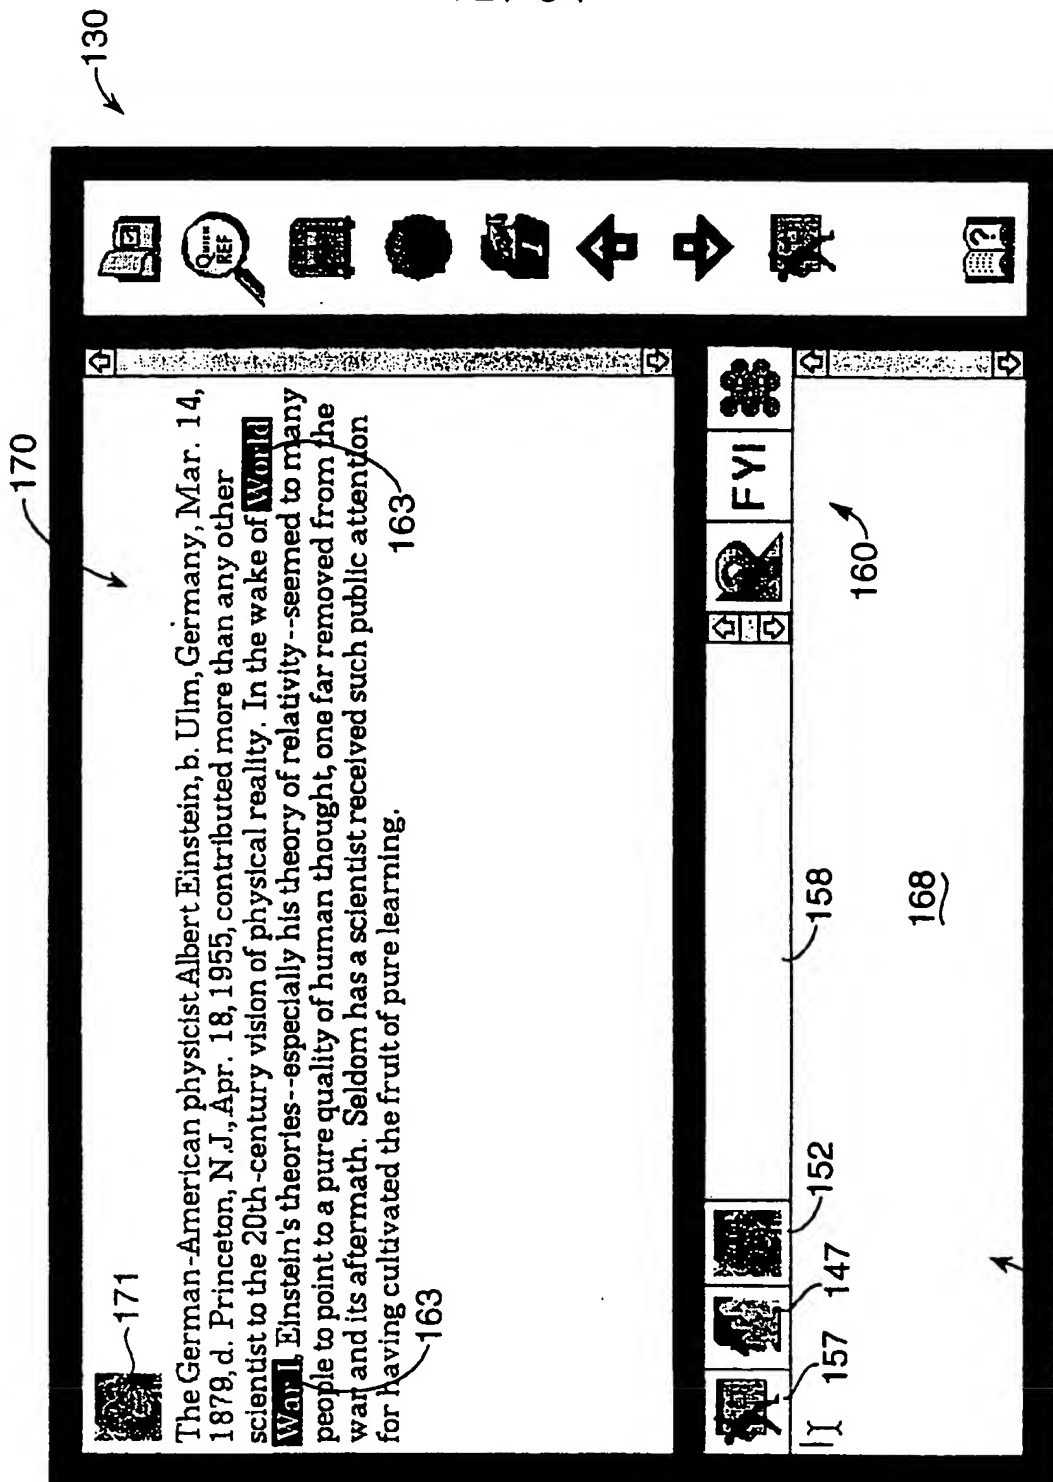 130
170
171
The German-American physicist Albert Einstein, b. Ulm, Germany, Mar. 14,
1879, d. Princeton, N.J., Apr. 18, 1955, contributed more than any other
scientist to the 20th-century vision of physical reality. In the wake of World
War I, Einstein's theories--especially his theory of relativity--seemed to many
people to point to a pure quality of human thought, one far removed from the
war and its aftermath. Seldom has a scientist received such public attention
for having cultivated the fruit of pure learning.
163
163
QUICK
REF
1
?
FYI
157
147
152
158
160
168